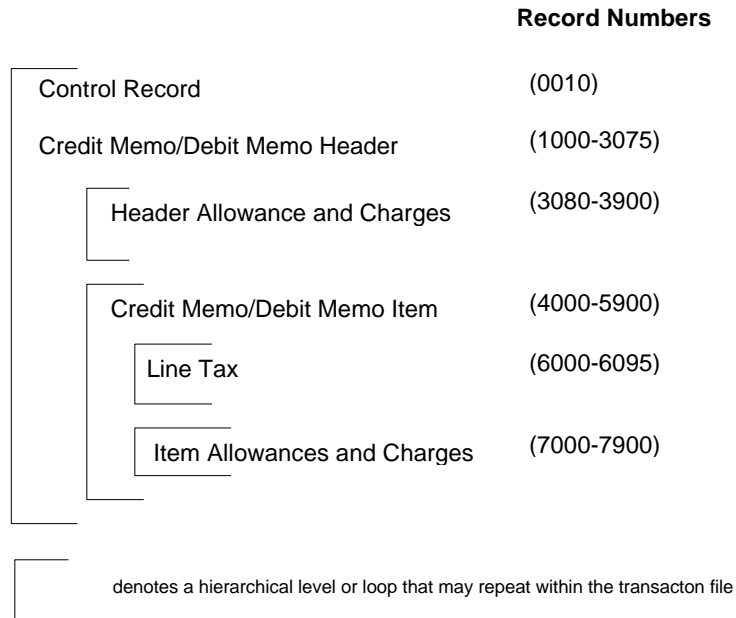 Record Numbers
Control Record (0010)
Credit Memo/Debit Memo Header (1000-3075)
Header Allowance and Charges (3080-3900)
Credit Memo/Debit Memo Item (4000-5900)
Line Tax (6000-6095)
Item Allowances and Charges (7000-7900)
denotes a hierarchical level or loop that may repeat within the transacton file